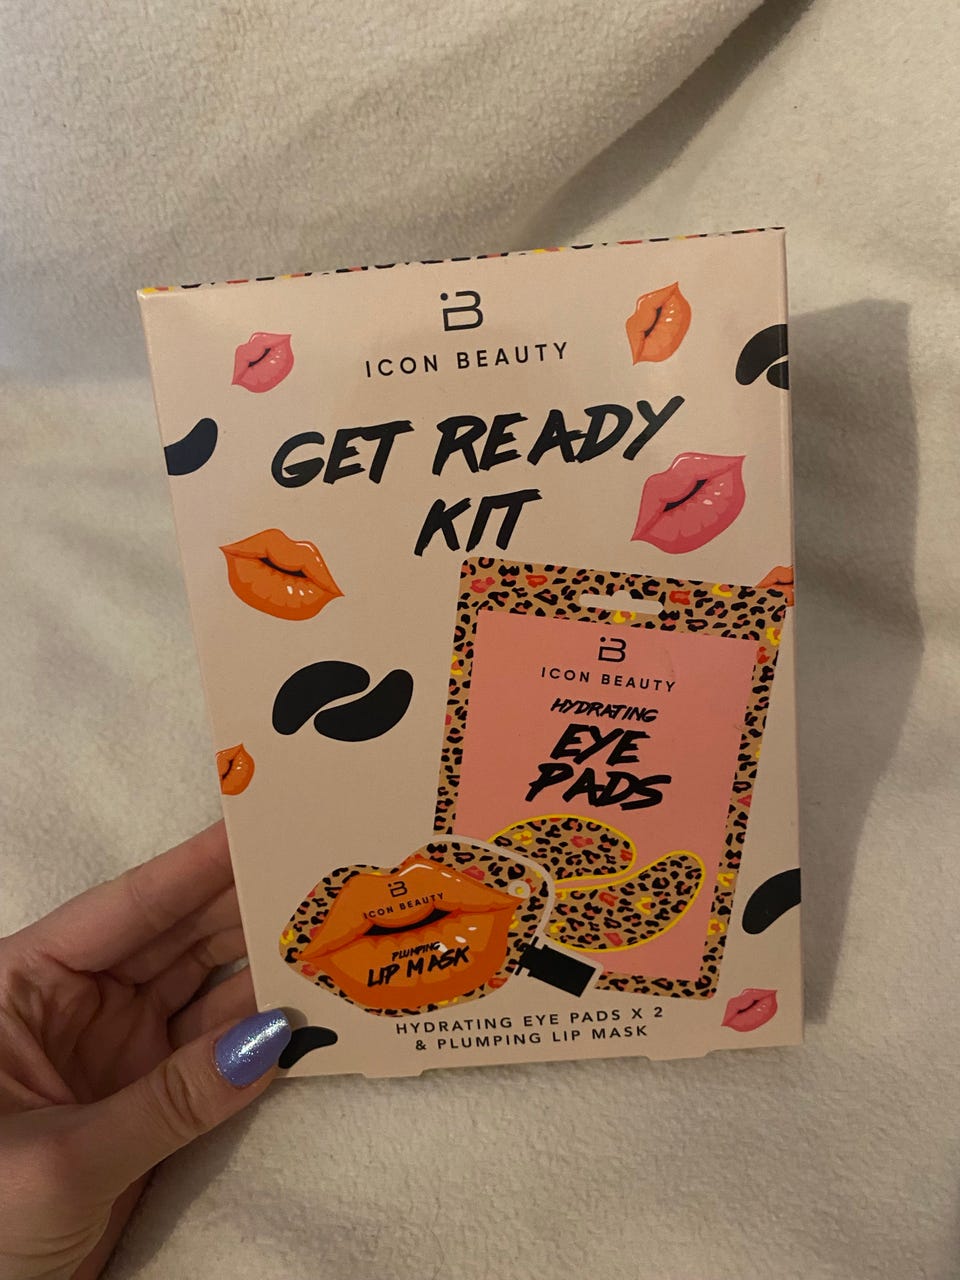 ICON BEAUTY
GET READY
KIT
ICON BEAUTY
HYDRATING
EYE
PADS
ICON BEAUTY
PLUMPING
LIP MASK
HYDRATING EYE PADS X 2
& PLUMPING LIP MASK